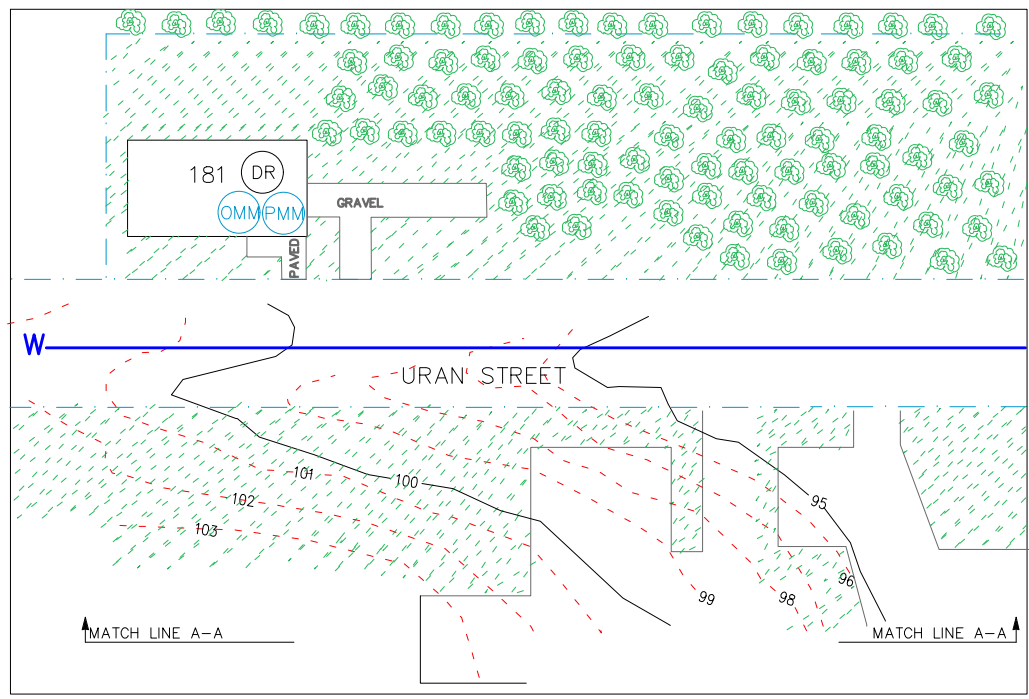 181
DR
OMM
PMM
GRAVEL
PAVED
W
URAN STREET
101
100
102
95
103
96
99
98
MATCH LINE A-A
MATCH LINE A-A